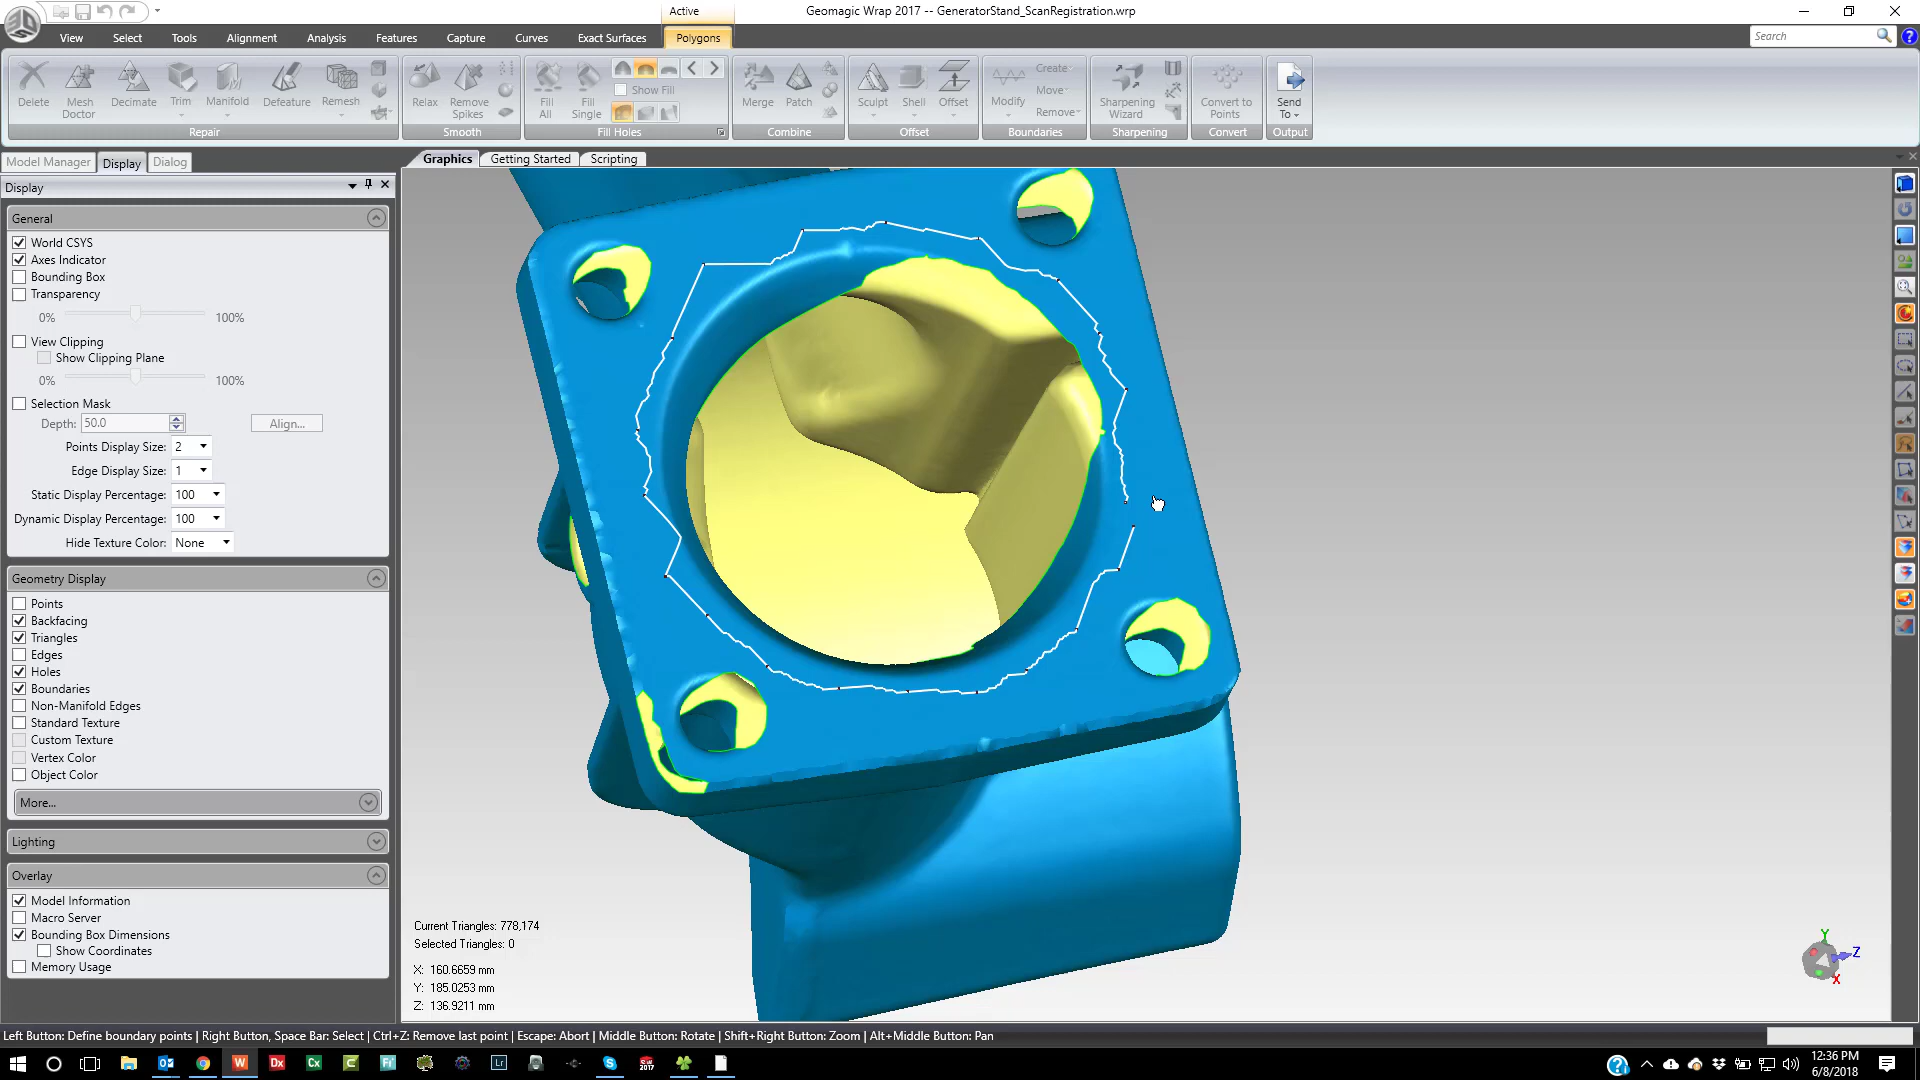 Active
Geomagic Wrap 2017 -- GeneratorStand_ScanRegistration.wrp
View Select Tools Alignment Analysis Features Capture Curves Exact Surfaces Polygons
Search
Delete Mesh Doctor Decimate Trim Manifold Defeature Remesh
Repair
Relax Remove Spikes
Smooth
Fill All Fill Single Show Fill
Fill Holes
Merge Patch
Combine
Sculpt Shell Offset
Offset
Modify Create Move Remove
Boundaries
Sharpening Wizard
Sharpening
Convert to Points
Convert
Send To
Output
Model Manager Display Dialog
Graphics Getting Started Scripting
Display
General
World CSYS
Axes Indicator
Bounding Box
Transparency
0% 100%
View Clipping
Show Clipping Plane
0% 100%
Selection Mask
Depth: 50.0 Align...
Points Display Size: 2
Edge Display Size: 1
Static Display Percentage: 100
Dynamic Display Percentage: 100
Hide Texture Color: None
Geometry Display
Points
Backfacing
Triangles
Edges
Holes
Boundaries
Non-Manifold Edges
Standard Texture
Custom Texture
Vertex Color
Object Color
More...
Lighting
Overlay
Model Information
Macro Server
Bounding Box Dimensions
Show Coordinates
Memory Usage
Current Triangles: 778,174
Selected Triangles: 0
X: 160.6659 mm
Y: 185.0253 mm
Z: 136.9211 mm
Y
Z
X
Left Button: Define boundary points | Right Button, Space Bar: Select | Ctrl+Z: Remove last point | Escape: Abort | Middle Button: Rotate | Shift+Right Button: Zoom | Alt+Middle Button: Pan
W Dx Cx Lr 2017
12:36 PM
6/8/2018